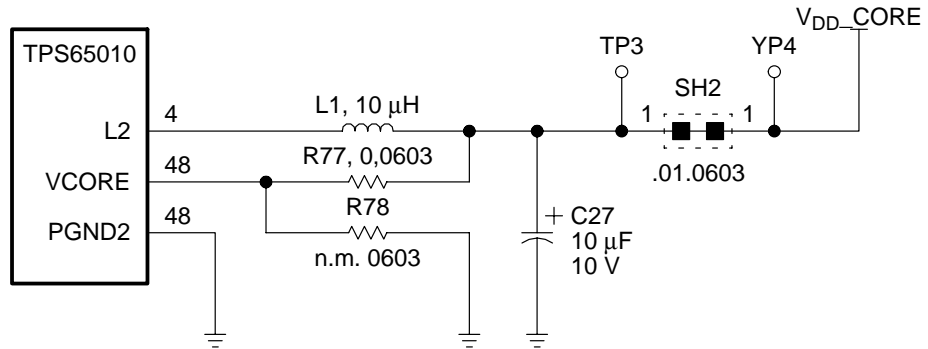 V_DD_CORE
TP3
YP4
TPS65010
SH2
L1, 10 μH
L2
4
1
1
R77, 0,0603
.01.0603
VCORE
48
R78
PGND2
48
+
C27
10 μF
10 V
n.m. 0603